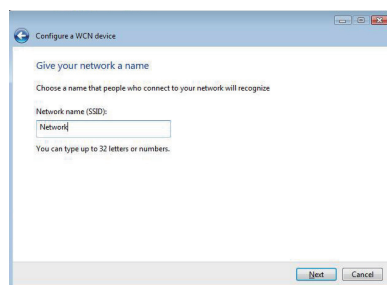 Configure a WCN device
Give your network a name
Choose a name that people who connect to your network will recognize
Network name (SSID):
Network
You can type up to 32 letters or numbers.
Next Cancel